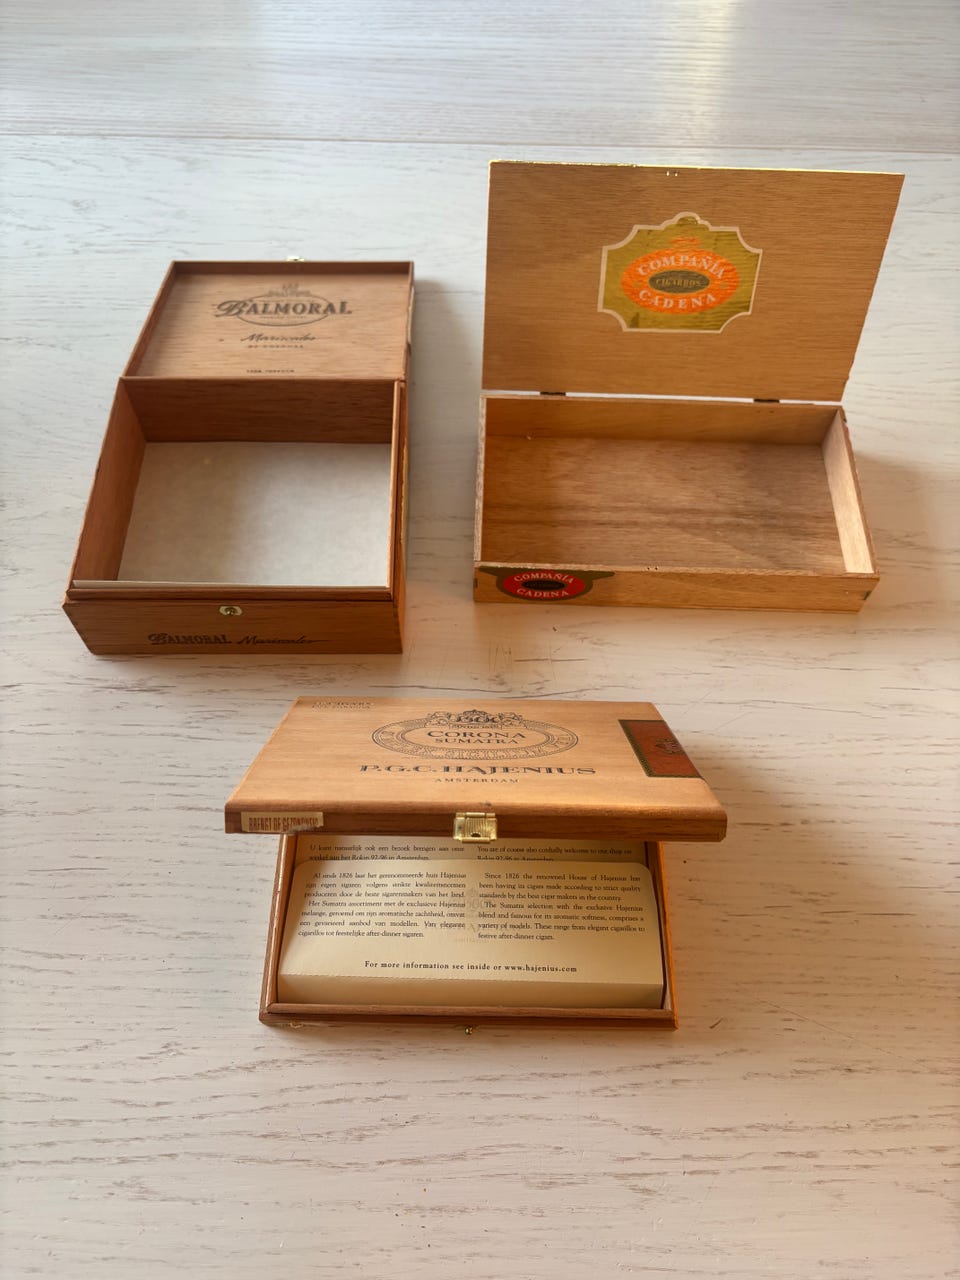 BALMORAL
Mariscales
COMPAÑIA
CIGARROS
CADENA
COMPAÑIA
CADENA
BALMORAL Mariscales
CORONA
SUMATRA
P.G.C. HAJENIUS
AMSTERDAM
BRENGT DE GEZONDHEID
U kunt natuurlijk ook een bezoek brengen aan onze
winkel aan het Rokin 92-96 in Amsterdam.
You are of course also cordially welcome to our shop on
Rokin 92-96 in Amsterdam.
Al sinds 1826 laat het gerenommeerde huis Hajenius
zijn eigen sigaren volgens strikte kwaliteitsnormen
produceren door de beste sigarenmakers van het land.
Het Sumatra assortiment met de exclusieve Hajenius
melange, geroemd om zijn aromatische zachtheid, omvat
een gevarieerd aanbod van modellen. Van elegante
cigarillos tot feestelijke after-dinner sigaren.
Since 1826 the renowned House of Hajenius has
been having its cigars made according to strict quality
standards by the best cigar makers in the country.
The Sumatra selection with the exclusive Hajenius
blend and famous for its aromatic softness, comprises a
variety of models. These range from elegant cigarillos to
festive after-dinner cigars.
For more information see inside or www.hajenius.com